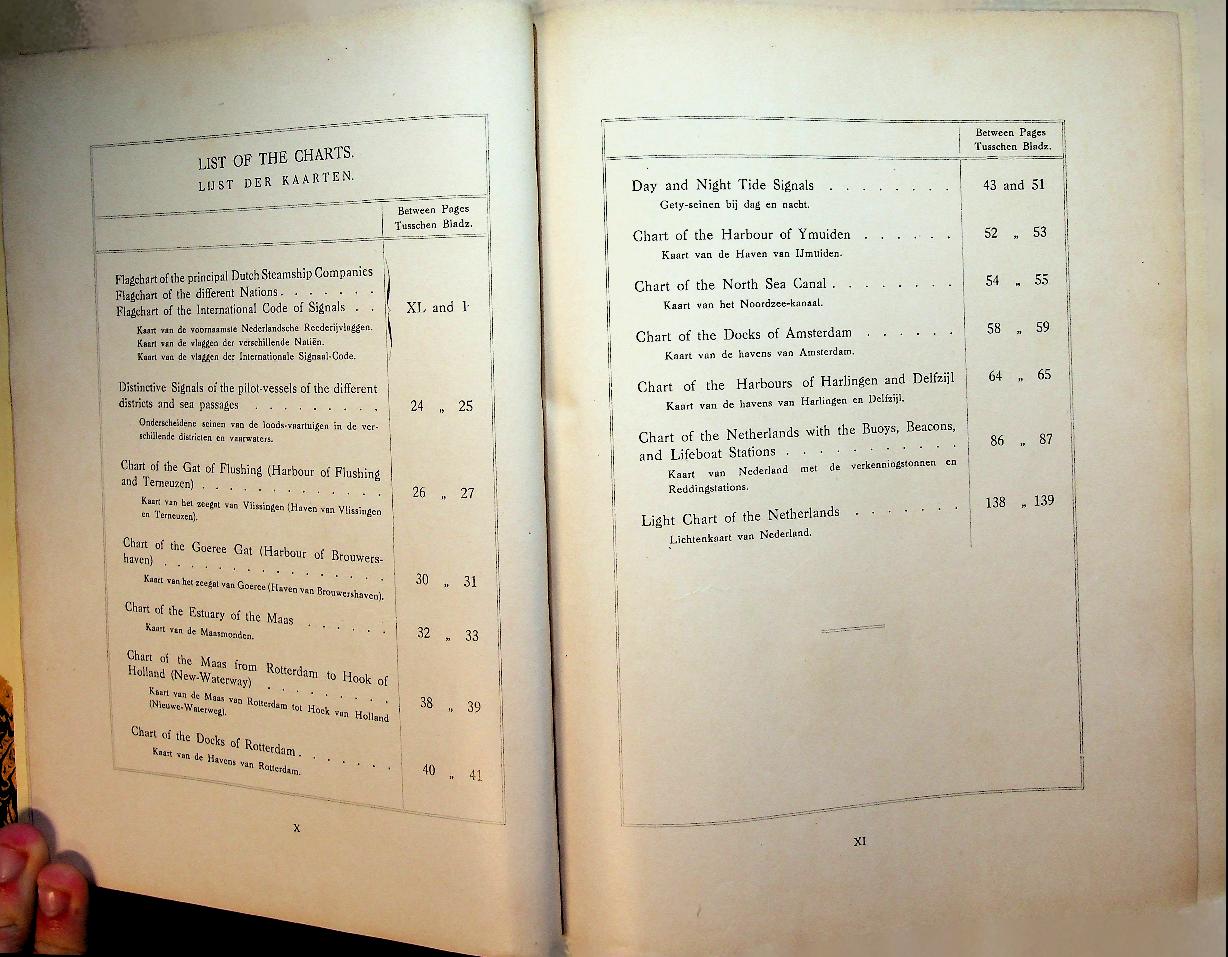 LIST OF THE CHARTS.
LIJST DER KAARTEN.
Between Pages
Tusschen Bladz.
Flagchart of the principal Dutch Steamship Companies
Flagchart of the different Nations . . . . . . .
Flagchart of the International Code of Signals . . XL and 1
Kaart van de voornaamste Nederlandsche Reederijvlaggen.
Kaart van de vlaggen der verschillende Natiën.
Kaart van de vlaggen der Internationale Signaal-Code.
Distinctive Signals of the pilot-vessels of the different
districts and sea passages . . . . . . . . . 24 „ 25
Onderscheidene seinen van de loods-vaartuigen in de ver-
schillende districten en vaarwaters.
Chart of the Gat of Flushing (Harbour of Flushing
and Terneuzen) . . . . . . . . . . . . . 26 „ 27
Kaart van het zeegat van Vlissingen (Haven van Vlissingen
en Terneuzen).
Chart of the Goeree Gat (Harbour of Brouwers-
haven) . . . . . . . . . . . . . . . . 30 „ 31
Kaart van het zeegat van Goeree (Haven van Brouwershaven).
Chart of the Estuary of the Maas . . . . . . 32 „ 33
Kaart van de Maasmonden.
Chart of the Maas from Rotterdam to Hook of
Holland (New-Waterway) . . . . . . . . . 38 „ 39
Kaart van de Maas van Rotterdam tot Hoek van Holland
(Nieuwe-Waterweg).
Chart of the Docks of Rotterdam . . . . . . . 40 „ 41
Kaart van de Havens van Rotterdam.
X
Between Pages
Tusschen Bladz.
Day and Night Tide Signals . . . . . . . . 43 and 51
Gety-seinen bij dag en nacht.
Chart of the Harbour of Ymuiden . . . . . . 52 „ 53
Kaart van de Haven van IJmuiden.
Chart of the North Sea Canal . . . . . . . . 54 „ 55
Kaart van het Noordzee-kanaal.
Chart of the Docks of Amsterdam . . . . . . 58 „ 59
Kaart van de havens van Amsterdam.
Chart of the Harbours of Harlingen and Delfzijl 64 „ 65
Kaart van de havens van Harlingen en Delfzijl.
Chart of the Netherlands with the Buoys, Beacons,
and Lifeboat Stations . . . . . . . . . . 86 „ 87
Kaart van Nederland met de verkenningstonnen en
Reddingstations.
Light Chart of the Netherlands . . . . . . . 138 „ 139
Lichtenkaart van Nederland.
XI